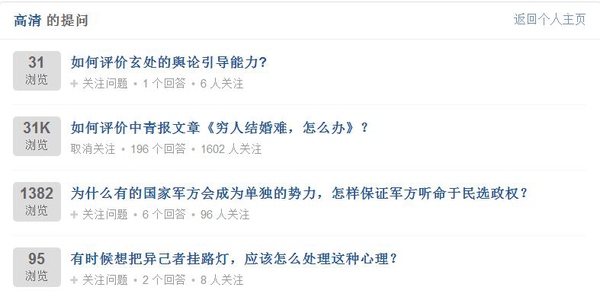 高清 的提问 返回个人主页
31 如何评价玄处的舆论引导能力?
浏览 + 关注问题 • 1 个回答 • 6 人关注
31K 如何评价中青报文章《穷人结婚难，怎么办》？
浏览 取消关注 • 196 个回答 • 1602 人关注
1382 为什么有的国家军方会成为单独的势力，怎样保证军方听命于民选政权？
浏览 + 关注问题 • 6 个回答 • 96 人关注
95 有时候想把异己者挂路灯，应该怎么处理这种心理？
浏览 + 关注问题 • 2 个回答 • 8 人关注